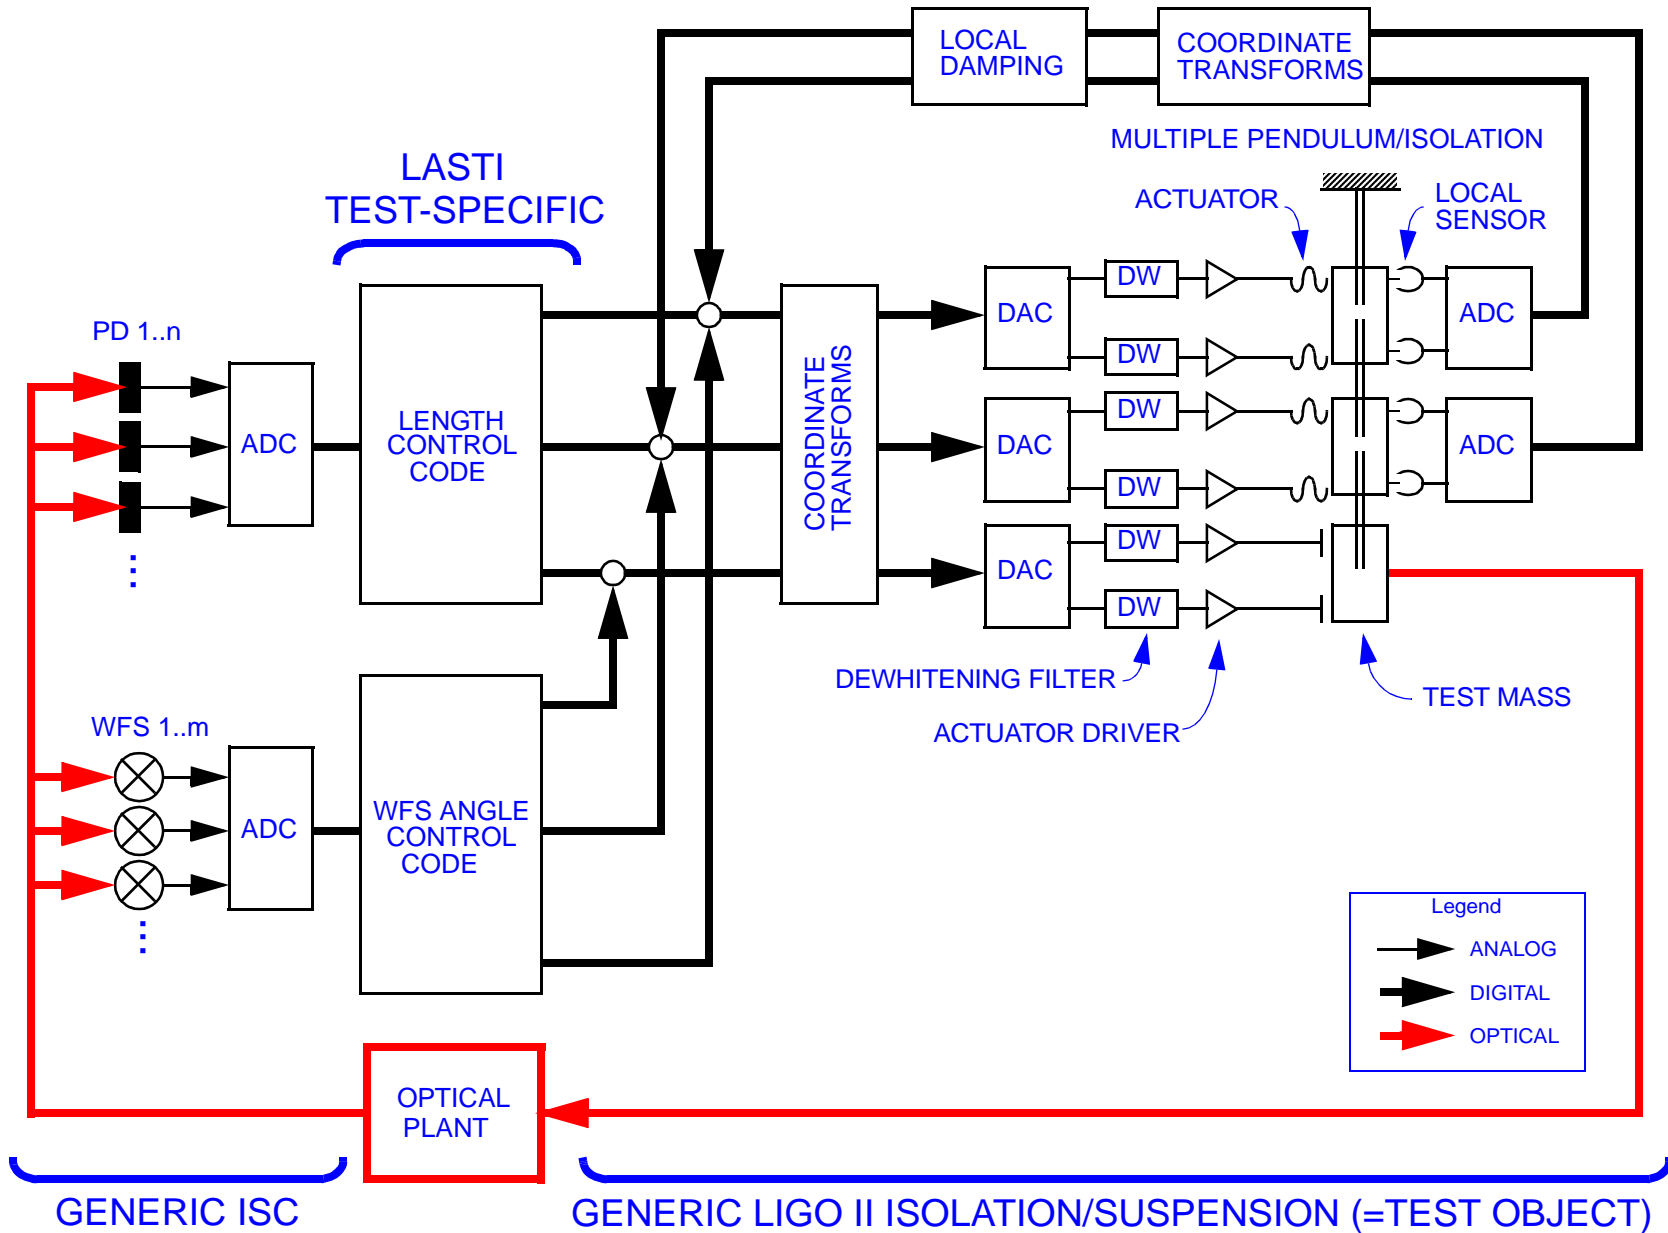 LOCAL
DAMPING
COORDINATE
TRANSFORMS
MULTIPLE PENDULUM/ISOLATION
LASTI
TEST-SPECIFIC
ACTUATOR
LOCAL
SENSOR
PD 1..n
ADC
LENGTH
CONTROL
CODE
COORDINATE
TRANSFORMS
DAC
DW
DW
ADC
DAC
DW
DW
ADC
DAC
DW
DW
...
DEWHITENING FILTER
ACTUATOR DRIVER
TEST MASS
WFS 1..m
ADC
WFS ANGLE
CONTROL
CODE
...
Legend
ANALOG
DIGITAL
OPTICAL
OPTICAL
PLANT
GENERIC ISC
GENERIC LIGO II ISOLATION/SUSPENSION (=TEST OBJECT)